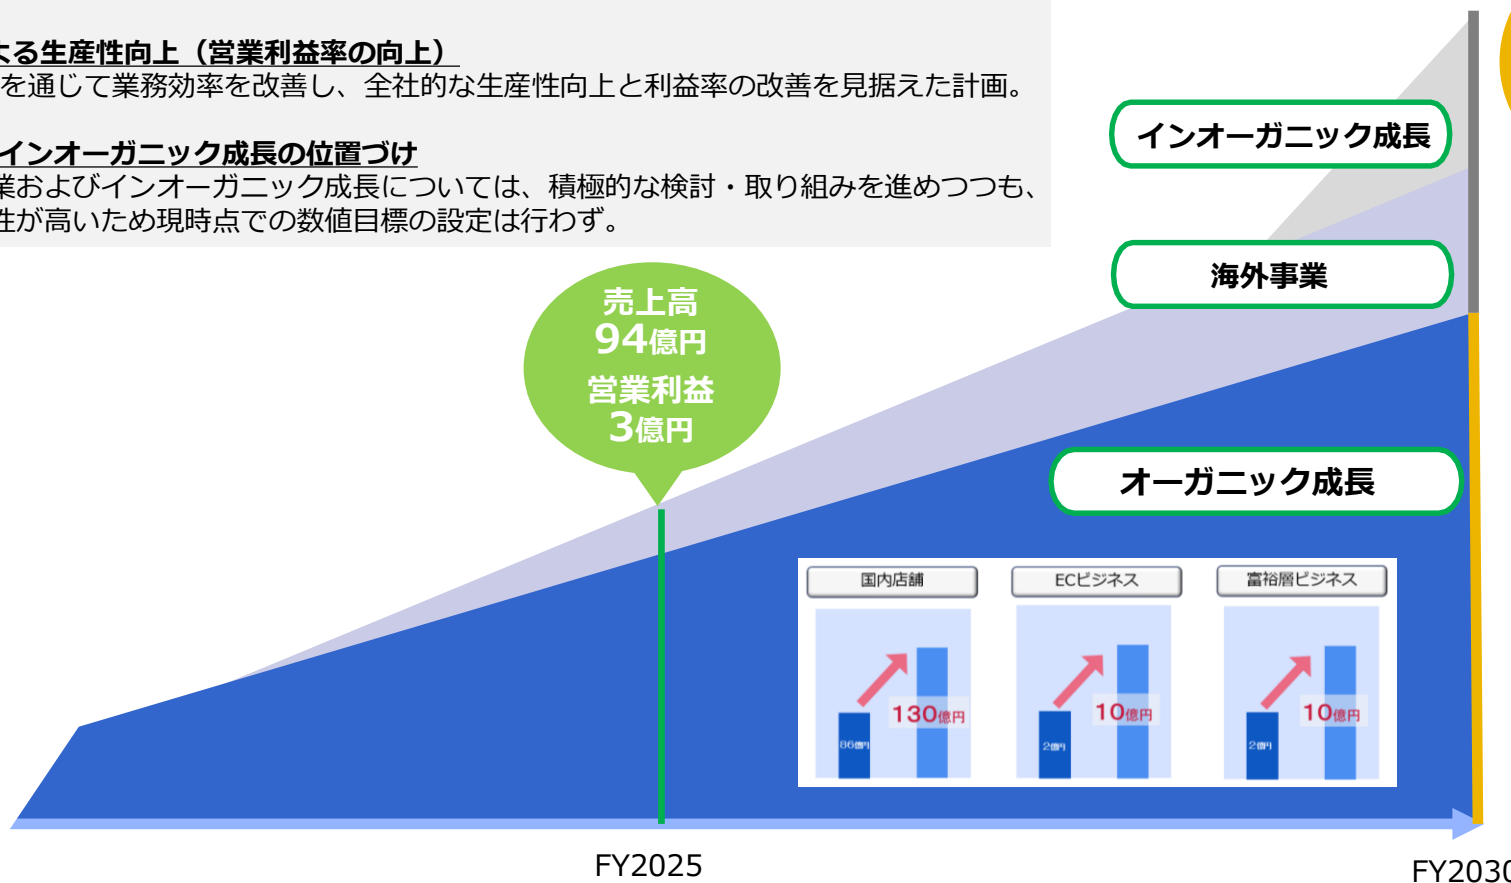 よる生産性向上（営業利益率の向上）
を通じて業務効率を改善し、全社的な生産性向上と利益率の改善を見据えた計画。
インオーガニック成長の位置づけ
業およびインオーガニック成長については、積極的な検討・取り組みを進めつつも、
性が高いため現時点での数値目標の設定は行わず。
インオーガニック成長
海外事業
売上高
94億円
営業利益
3億円
オーガニック成長
国内店舗
ECビジネス
富裕層ビジネス
130億円
10億円
10億円
86億円
2億円
2億円
FY2025
FY2030